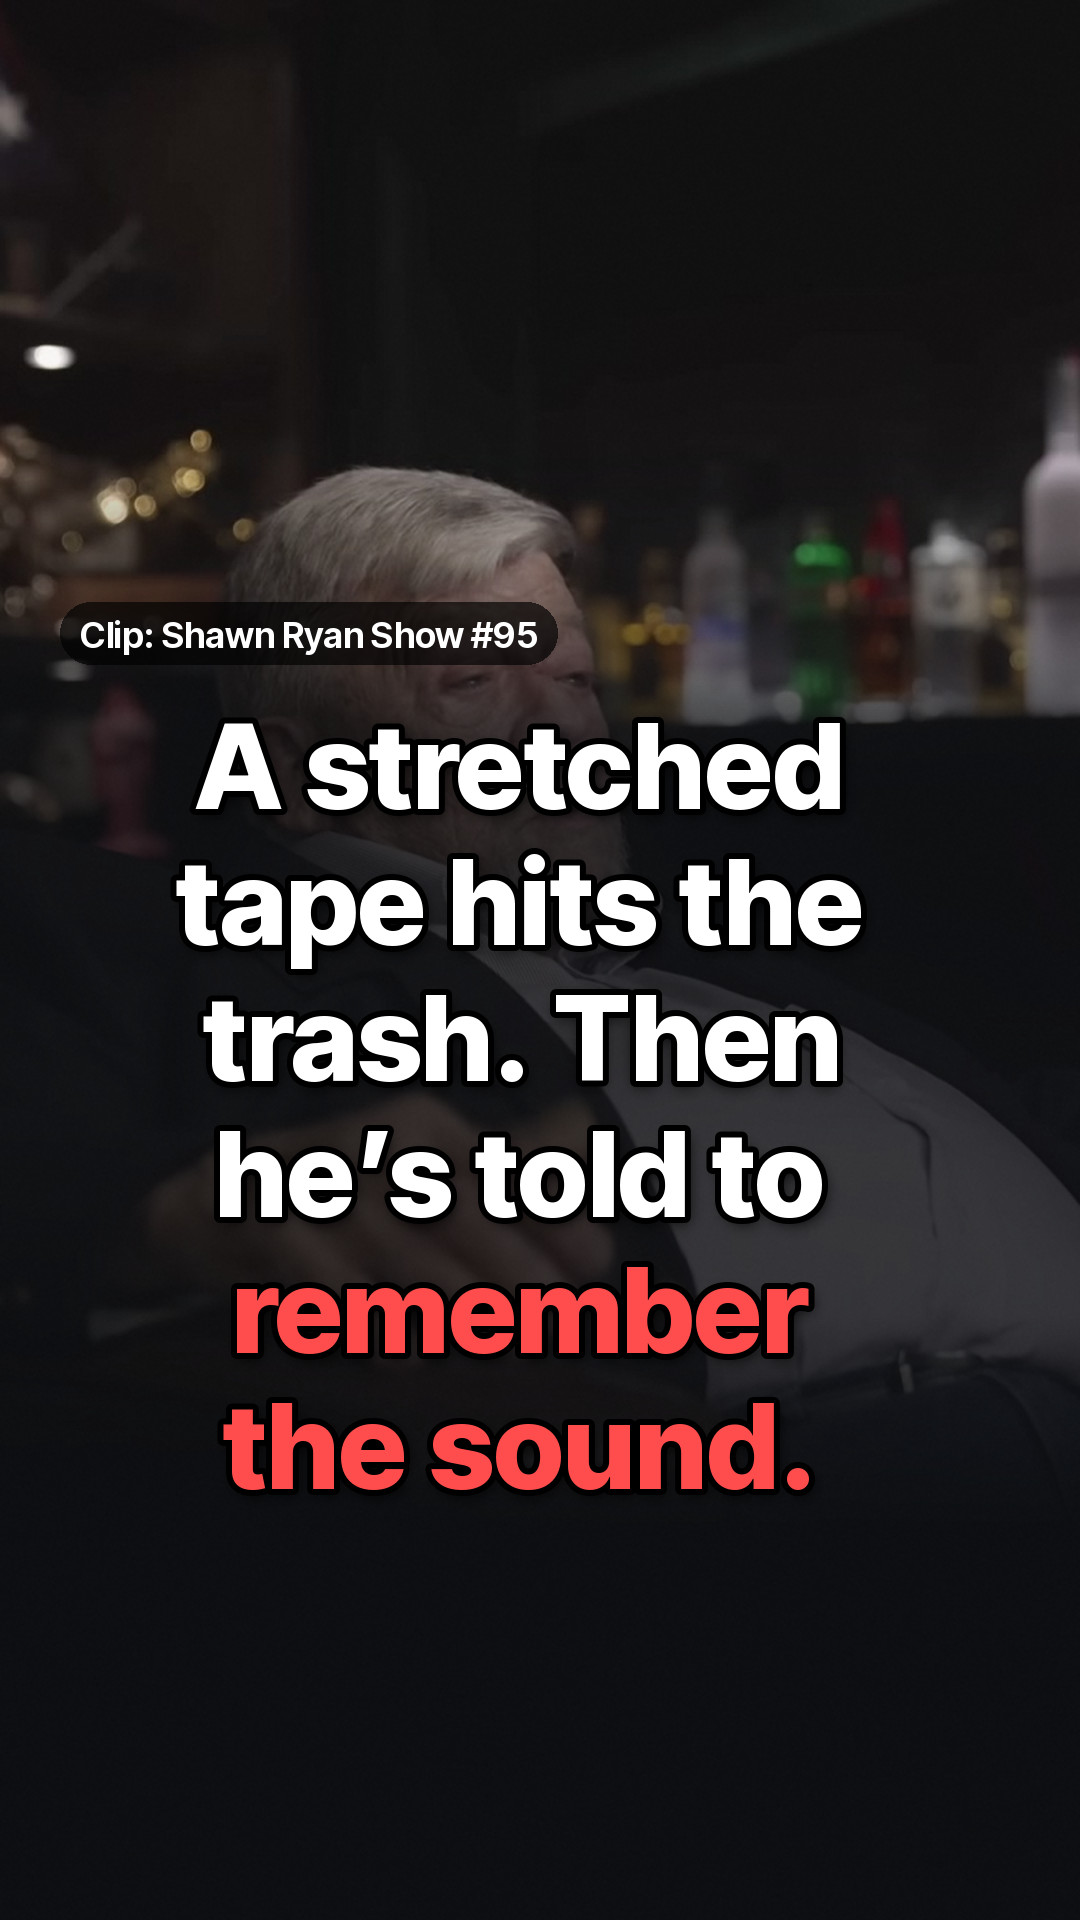 Clip: Shawn Ryan Show #95
A stretched
tape hits the
trash. Then
he’s told to
remember
the sound.